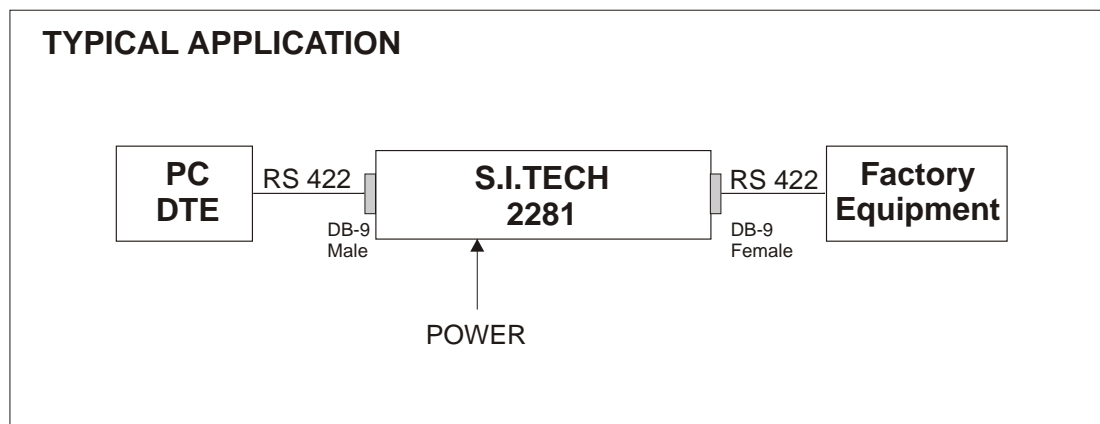 TYPICAL APPLICATION
PC
DTE
RS 422
DB-9
Male
S.I.TECH
2281
RS 422
DB-9
Female
Factory
Equipment
POWER